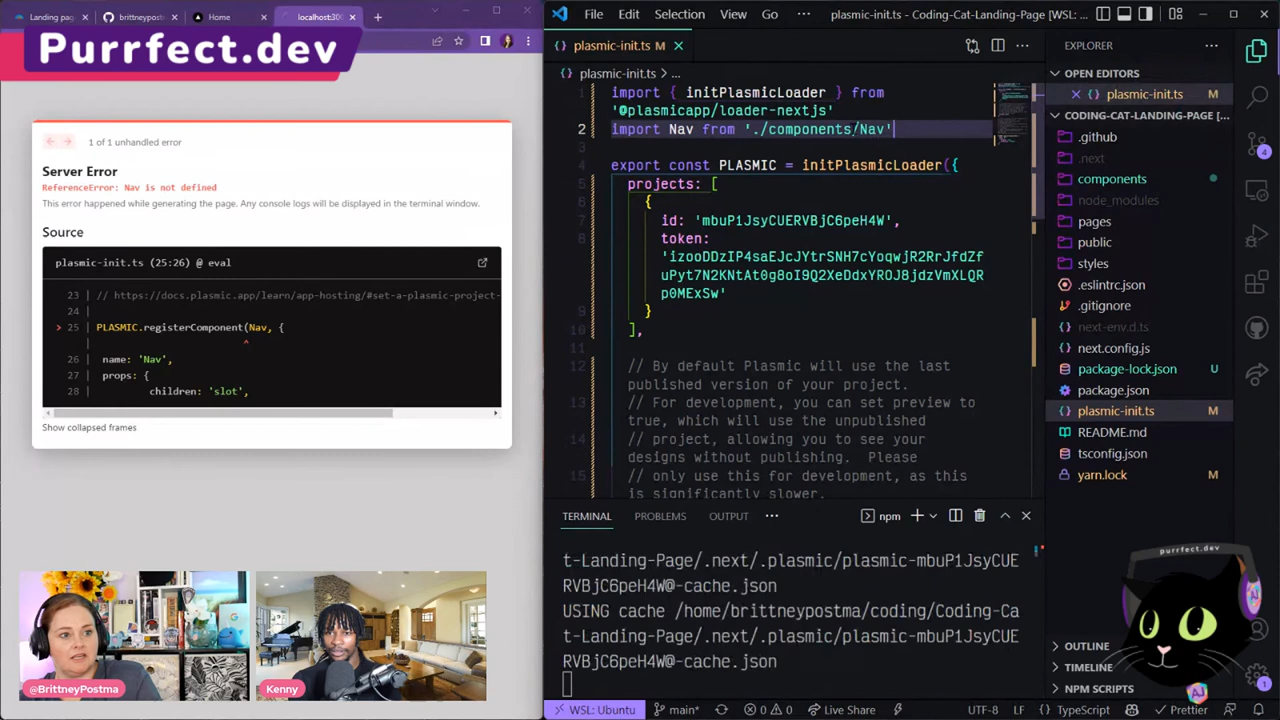 Landing pag
brittneyposto
Home
localhost:300
Purrfect.dev
1 of 1 unhandled error
Server Error
ReferenceError: Nav is not defined
This error happened while generating the page. Any console logs will be displayed in the terminal window.
Source
plasmic-init.ts (25:26) @ eval
23 | // https://docs.plasmic.app/learn/app-hosting/#set-a-plasmic-project-
24 |
> 25 | PLASMIC.registerComponent(Nav, {
| ^
26 | name: 'Nav',
27 | props: {
28 | children: 'slot',
Show collapsed frames
@BrittneyPostma
Kenny
File Edit Selection View Go ··· plasmic-init.ts - Coding-Cat-Landing-Page [WSL:
plasmic-init.ts M
plasmic-init.ts > ...
1 import { initPlasmicLoader } from
'@plasmicapp/loader-nextjs'
2 import Nav from './components/Nav'
4 export const PLASMIC = initPlasmicLoader({
5 projects: [
6 {
7 id: 'mbuP1JsyCUERVBjC6peH4W',
8 token:
'izooDDzIP4saEJcJYtrSNH7cYoqwjR2RrJfdZf
uPyt7N2KNtAt0g8oI9Q2XeDdxYROJ8jdzVmXLQR
p0MExSw'
9 }
10 ],
11
12 // By default Plasmic will use the last
published version of your project.
13 // For development, you can set preview to
true, which will use the unpublished
14 // project, allowing you to see your
designs without publishing. Please
15 // only use this for development, as this
is significantly slower.
EXPLORER
OPEN EDITORS
plasmic-init.ts M
CODING-CAT-LANDING-PAGE [...
.github
.next
components
node_modules
pages
public
styles
.eslintrc.json
.gitignore
next-env.d.ts
next.config.js
package-lock.json U
package.json
plasmic-init.ts M
README.md
tsconfig.json
yarn.lock
OUTLINE
TIMELINE
NPM SCRIPTS
4
1
TERMINAL PROBLEMS OUTPUT ··· npm
t-Landing-Page/.next/.plasmic/plasmic-mbuP1JsyCUE
RVBjC6peH4W@-cache.json
USING cache /home/brittneypostma/coding/Coding-Ca
t-Landing-Page/.next/.plasmic/plasmic-mbuP1JsyCUE
RVBjC6peH4W@-cache.json
purrfect.dev
AJ
WSL: Ubuntu main* 0 0 Live Share UTF-8 LF TypeScript Prettier